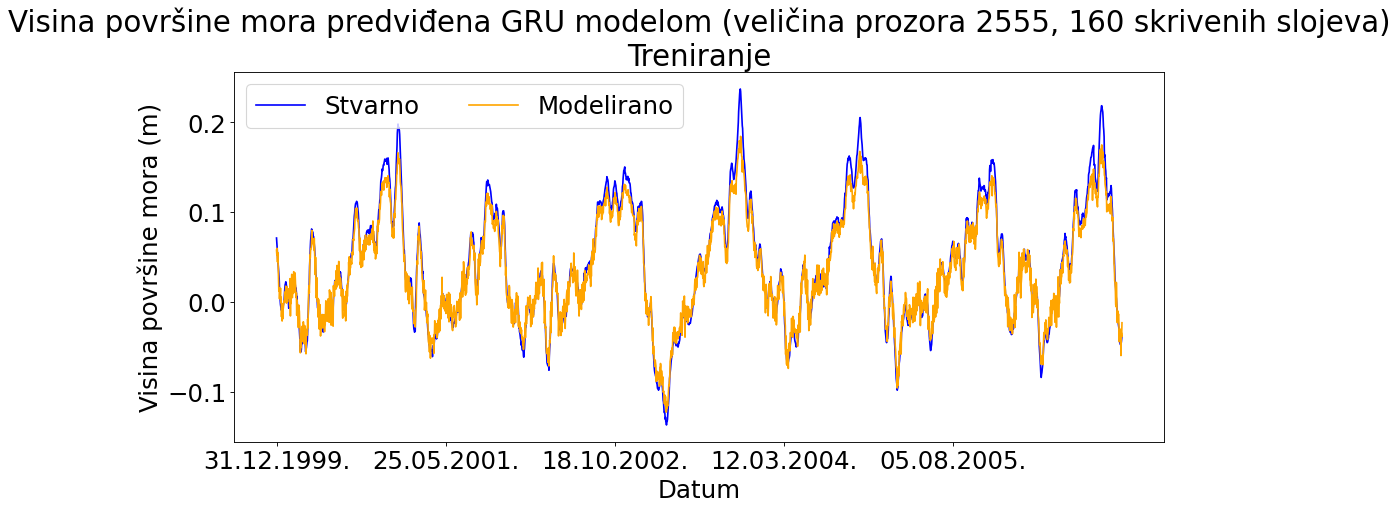 Visina površine mora predviđena GRU modelom (veličina prozora 2555, 160 skrivenih slojeva)
Treniranje
Stvarno
Modelirano
Visina površine mora (m)
0.2
0.1
0.0
−0.1
31.12.1999.
25.05.2001.
18.10.2002.
12.03.2004.
05.08.2005.
Datum